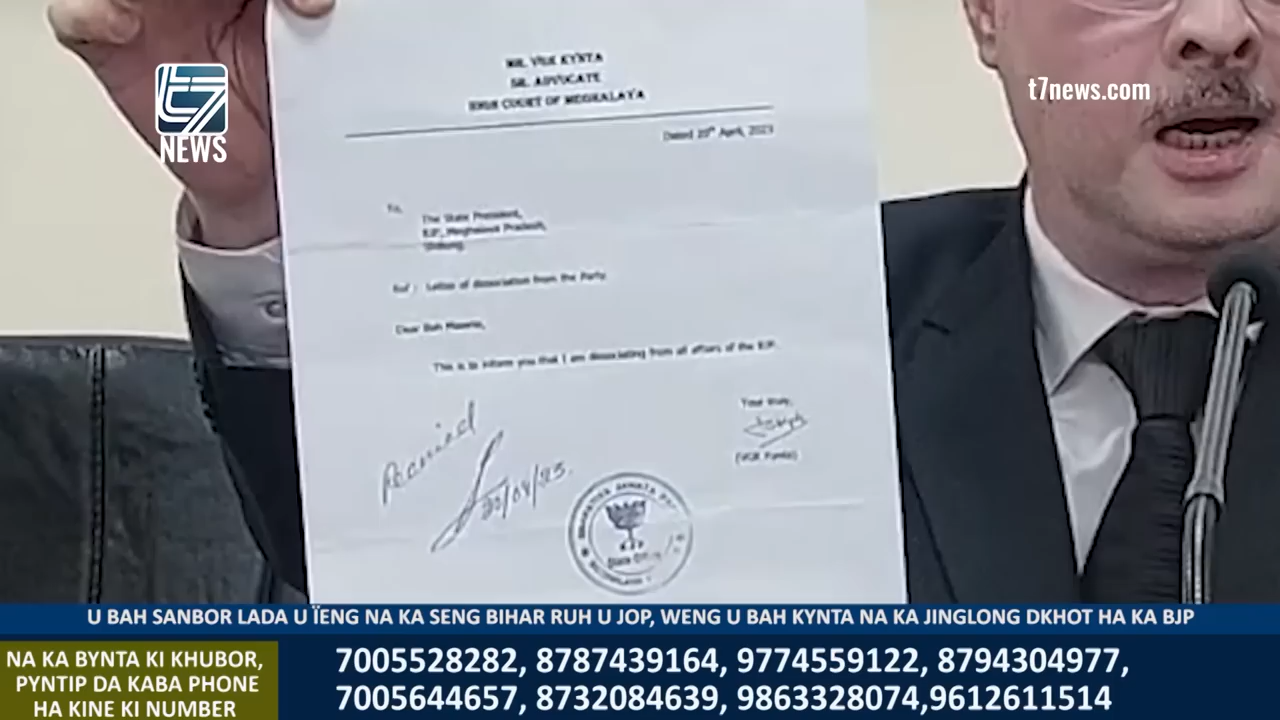 NEWS
t7news.com
MR. VGK KYNTA
SR. ADVOCATE
HIGH COURT OF MEGHALAYA
Dated 20th April, 2023
To,
The State President,
BJP, Meghalaya Pradesh,
Shillong.
Ref : Letter of dissociation from the Party
Dear Bah Mawrie,
This is to inform you that I am dissociating from all affairs of the BJP.
Your truly,
(VGK Kynta)
Received
20/04/23.
BHARATIYA JANATA
BJP
State
U BAH SANBOR LADA U ÏENG NA KA SENG BIHAR RUH U JOP, WENG U BAH KYNTA NA KA JINGLONG DKHOT HA KA BJP
NA KA BYNTA KI KHUBOR,
PYNTIP DA KABA PHONE
HA KINE KI NUMBER
7005528282, 8787439164, 9774559122, 8794304977,
7005644657, 8732084639, 9863328074,9612611514